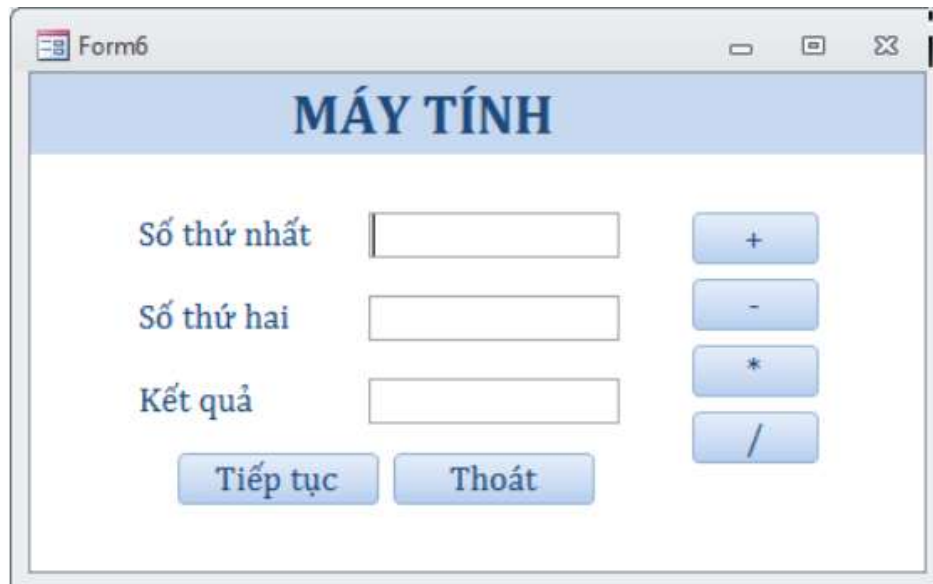 Form6
MÁY TÍNH
Số thứ nhất
+
Số thứ hai
-
Kết quả
*
/
Tiếp tục
Thoát